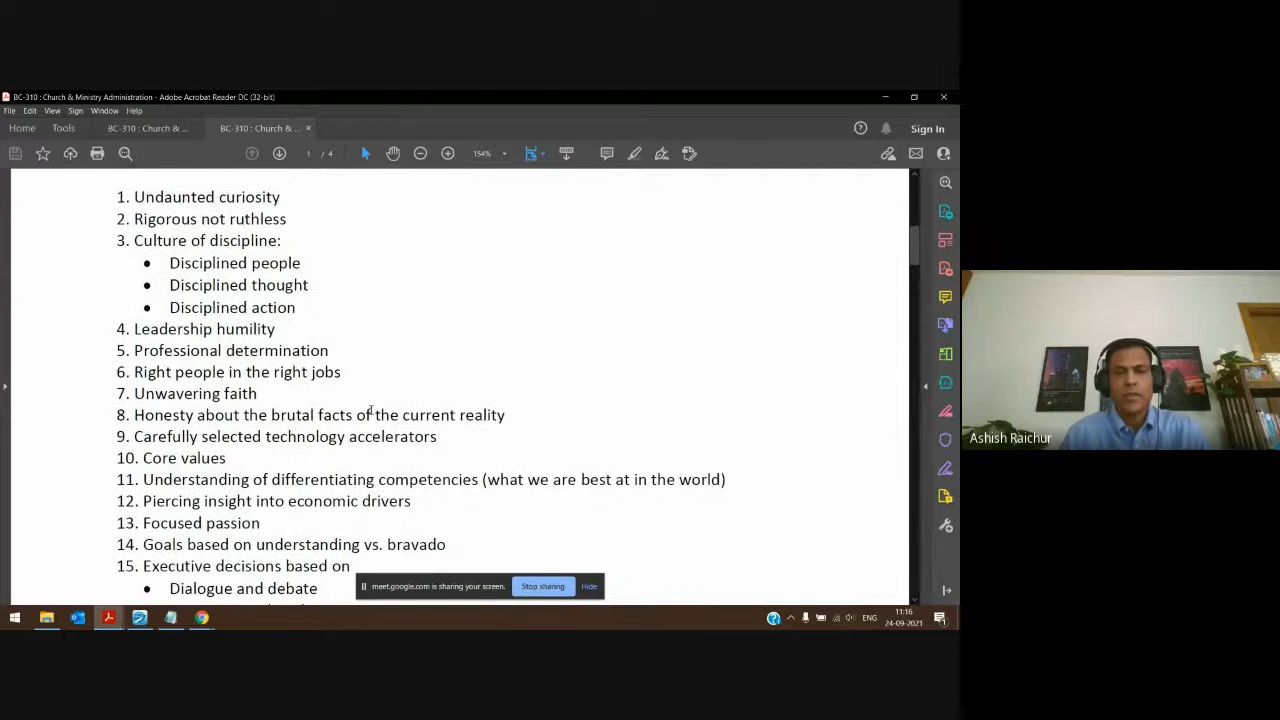 BC-310 : Church & Ministry Administration - Adobe Acrobat Reader DC (32-bit)
File Edit View Sign Window Help
Home Tools BC-310 : Church & ... BC-310 : Church & ... × Sign In
1 / 4 154%
1. Undaunted curiosity
2. Rigorous not ruthless
3. Culture of discipline:
• Disciplined people
• Disciplined thought
• Disciplined action
4. Leadership humility
5. Professional determination
6. Right people in the right jobs
7. Unwavering faith
8. Honesty about the brutal facts of the current reality
9. Carefully selected technology accelerators
10. Core values
11. Understanding of differentiating competencies (what we are best at in the world)
12. Piercing insight into economic drivers
13. Focused passion
14. Goals based on understanding vs. bravado
15. Executive decisions based on
• Dialogue and debate
meet.google.com is sharing your screen. Stop sharing Hide
ENG 11:16
24-09-2021
Ashish Raichur